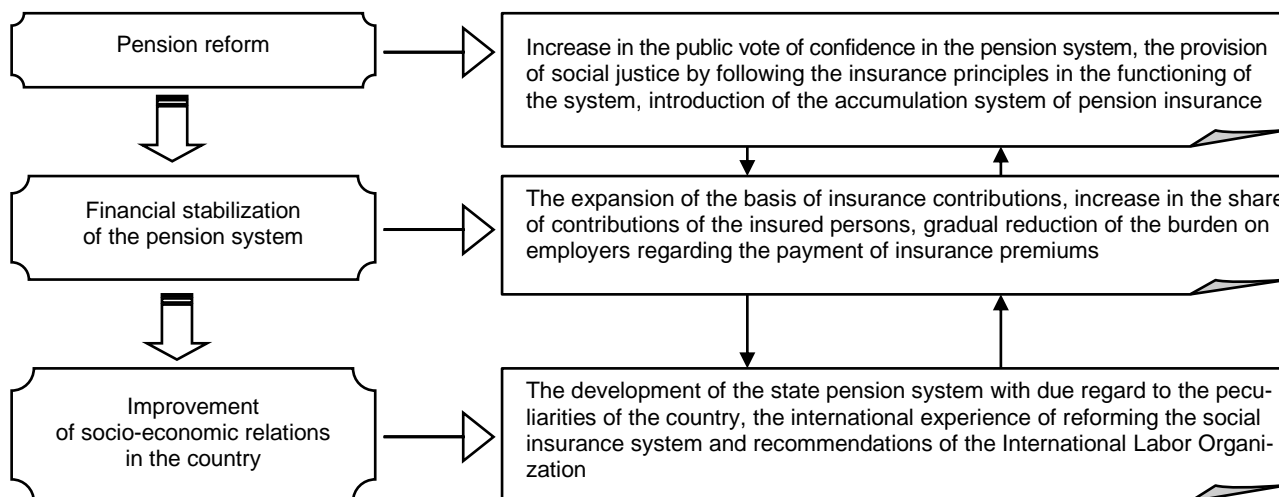 Pension reform
Increase in the public vote of confidence in the pension system, the provision
of social justice by following the insurance principles in the functioning of
the system, introduction of the accumulation system of pension insurance
Financial stabilization
of the pension system
The expansion of the basis of insurance contributions, increase in the share
of contributions of the insured persons, gradual reduction of the burden on
employers regarding the payment of insurance premiums
Improvement
of socio-economic relations
in the country
The development of the state pension system with due regard to the pecu-
liarities of the country, the international experience of reforming the social
insurance system and recommendations of the International Labor Organi-
zation